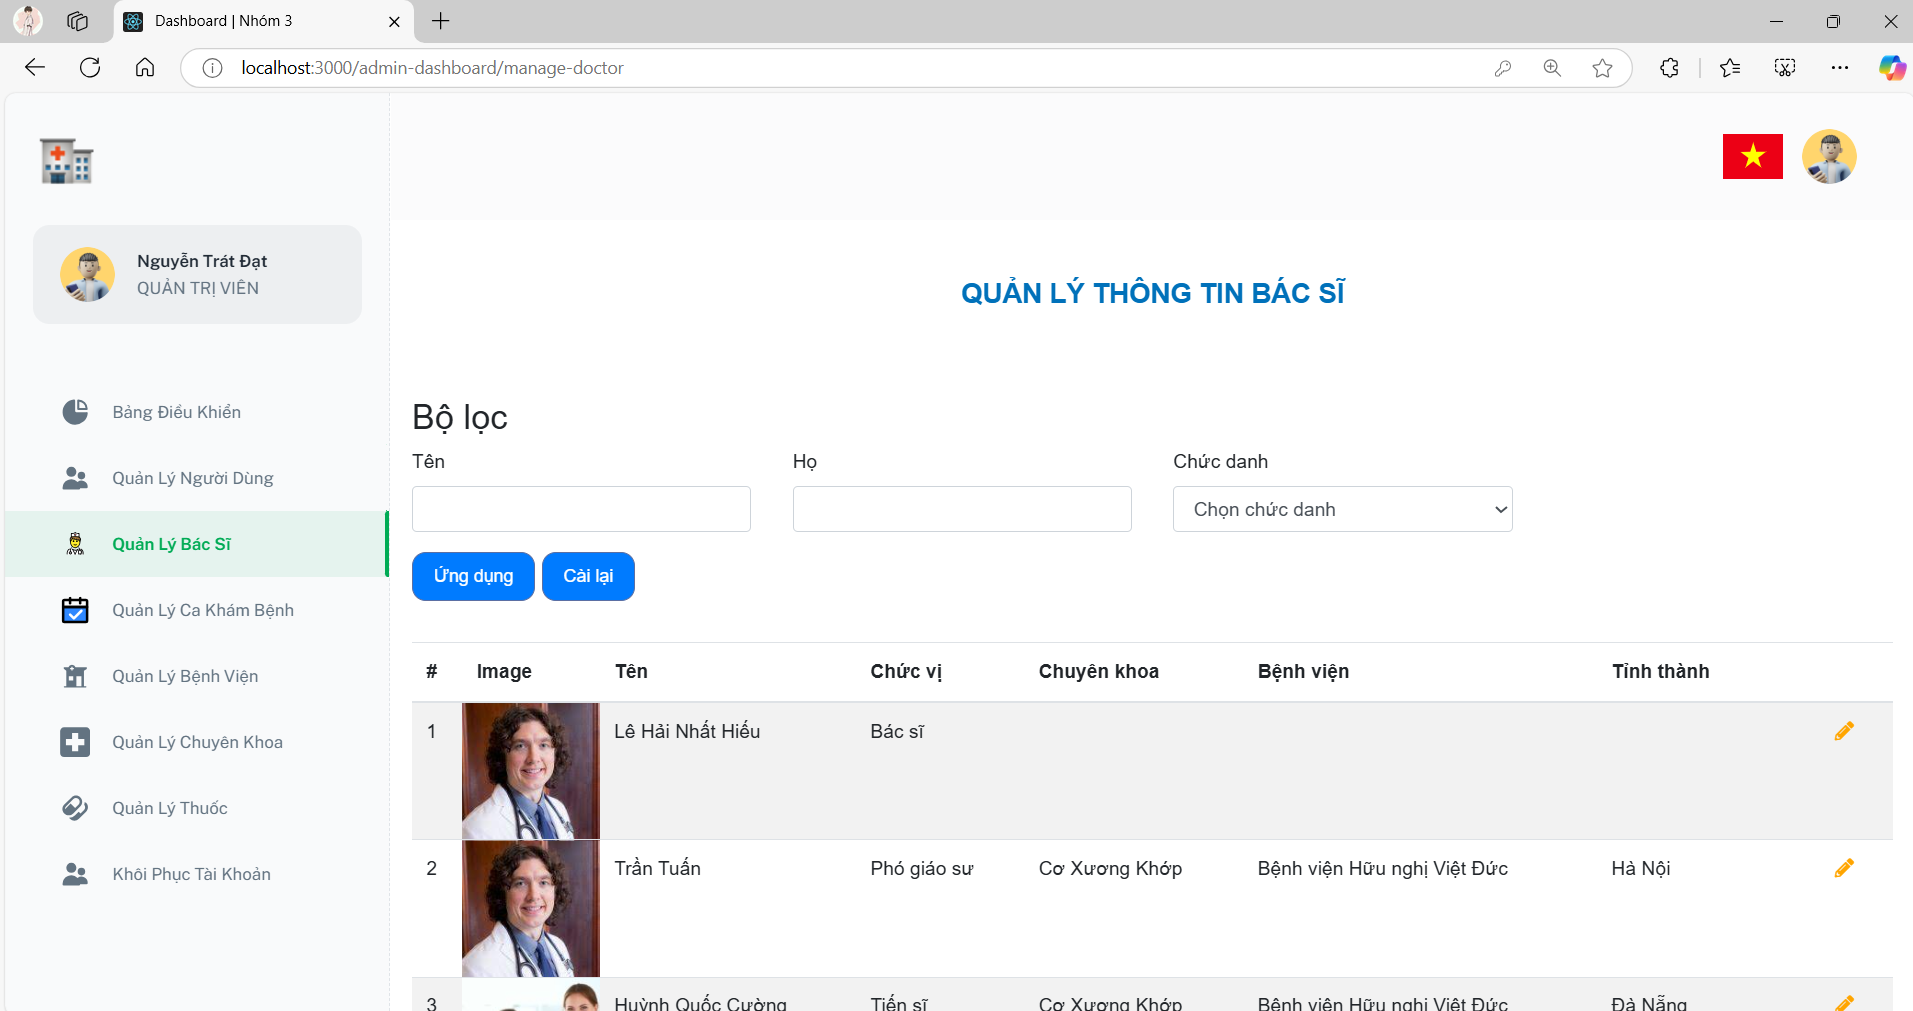 Dashboard | Nhóm 3
localhost:3000/admin-dashboard/manage-doctor
Nguyễn Trát Đạt
QUẢN TRỊ VIÊN
Bảng Điều Khiển
Quản Lý Người Dùng
Quản Lý Bác Sĩ
Quản Lý Ca Khám Bệnh
Quản Lý Bệnh Viện
Quản Lý Chuyên Khoa
Quản Lý Thuốc
Khôi Phục Tài Khoản
QUẢN LÝ THÔNG TIN BÁC SĨ
Bộ lọc
Tên Họ Chức danh
Chọn chức danh
Ứng dụng Cài lại
# Image Tên Chức vị Chuyên khoa Bệnh viện Tỉnh thành
1 Lê Hải Nhất Hiếu Bác sĩ
2 Trần Tuấn Phó giáo sư Cơ Xương Khớp Bệnh viện Hữu nghị Việt Đức Hà Nội
3 Huỳnh Quốc Cường Tiến sĩ Cơ Xương Khớp Bệnh viện Hữu nghị Việt Đức Đà Nẵng